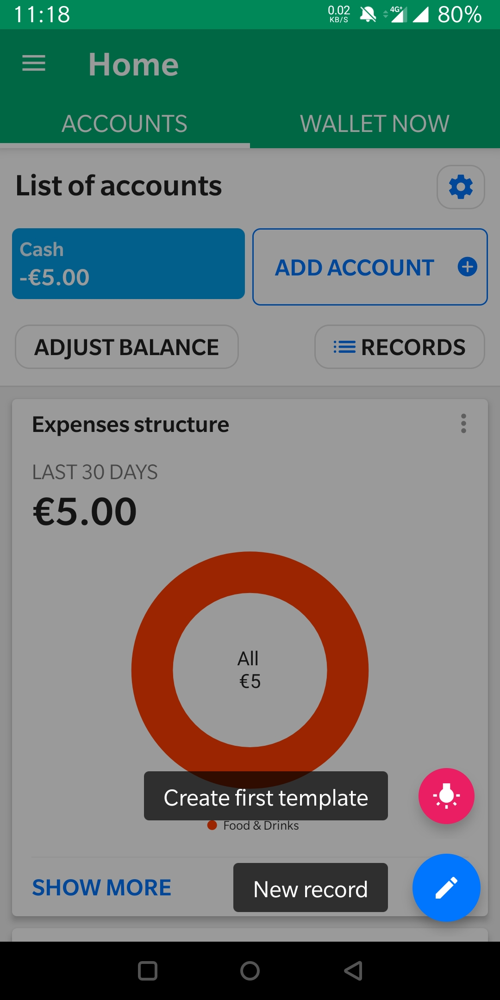 11:18
0.02
KB/S
4G+
80%
Home
ACCOUNTS
WALLET NOW
List of accounts
Cash
-€5.00
ADD ACCOUNT
ADJUST BALANCE
RECORDS
Expenses structure
LAST 30 DAYS
€5.00
All
€5
Create first template
Food & Drinks
SHOW MORE
New record